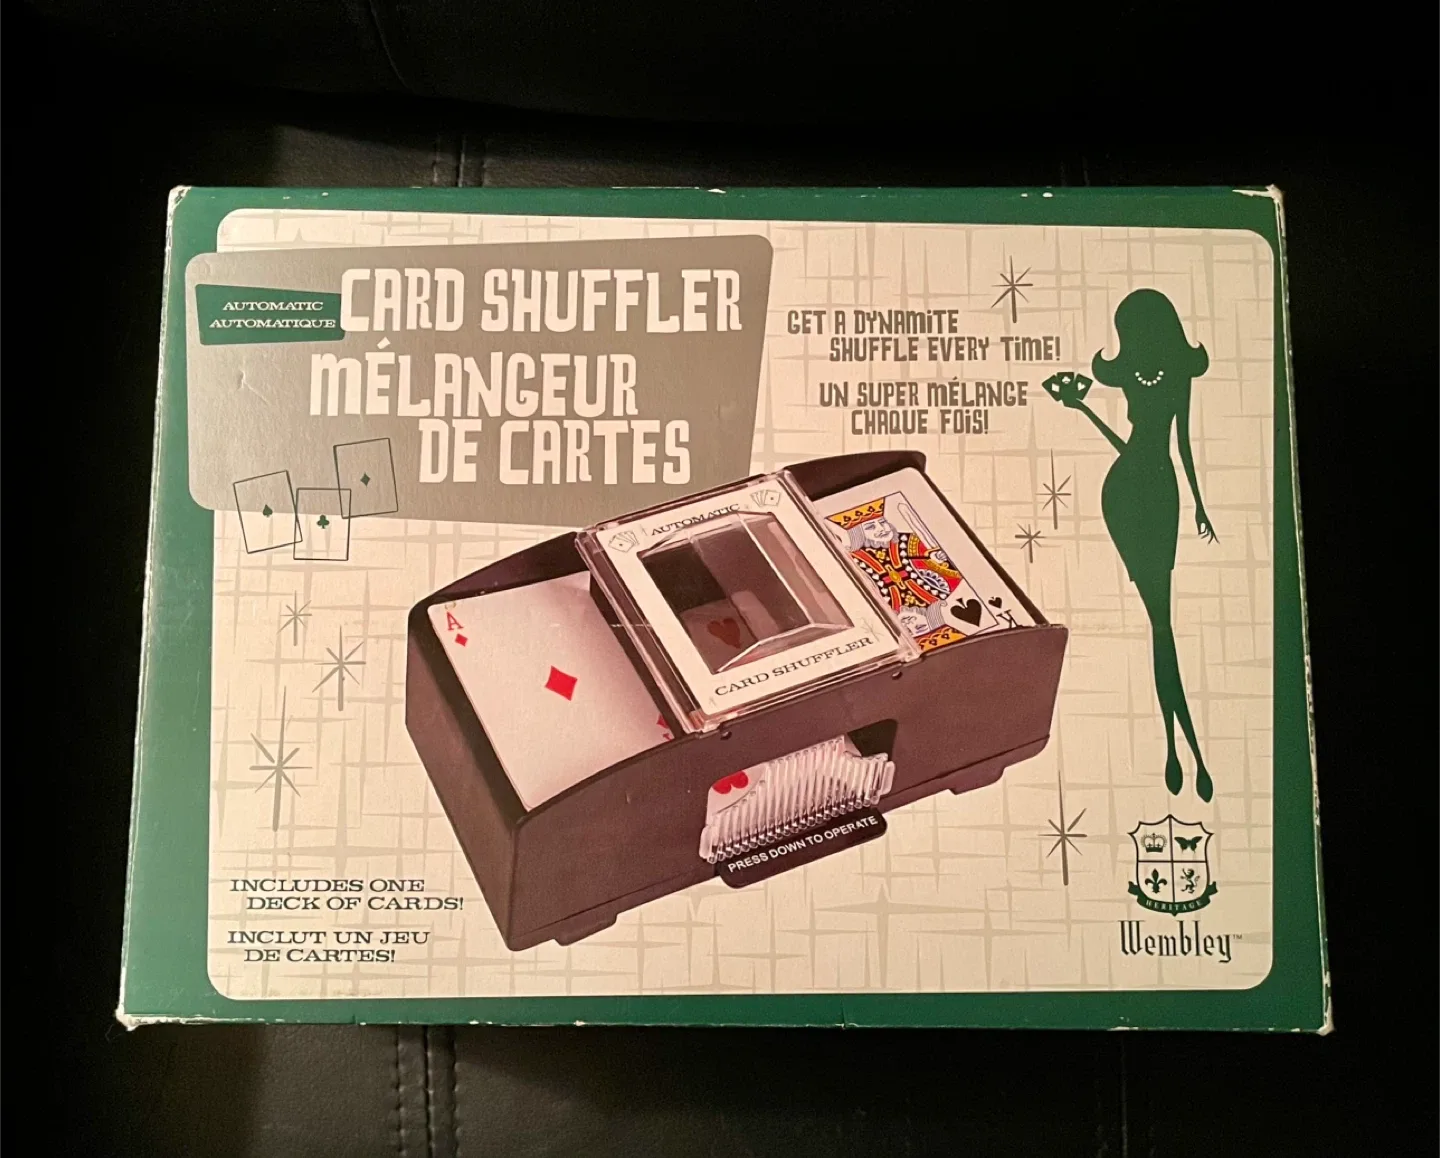 AUTOMATIC
AUTOMATIQUE
CARD SHUFFLER
MÉLANGEUR
DE CARTES
GET A DYNAMITE
SHUFFLE EVERY TIME!
UN SUPER MÉLANGE
CHAQUE FOIS!
AUTOMATIC
CARD SHUFFLER
A
K
PRESS DOWN TO OPERATE
INCLUDES ONE
DECK OF CARDS!
INCLUT UN JEU
DE CARTES!
HERITAGE
Wembley™